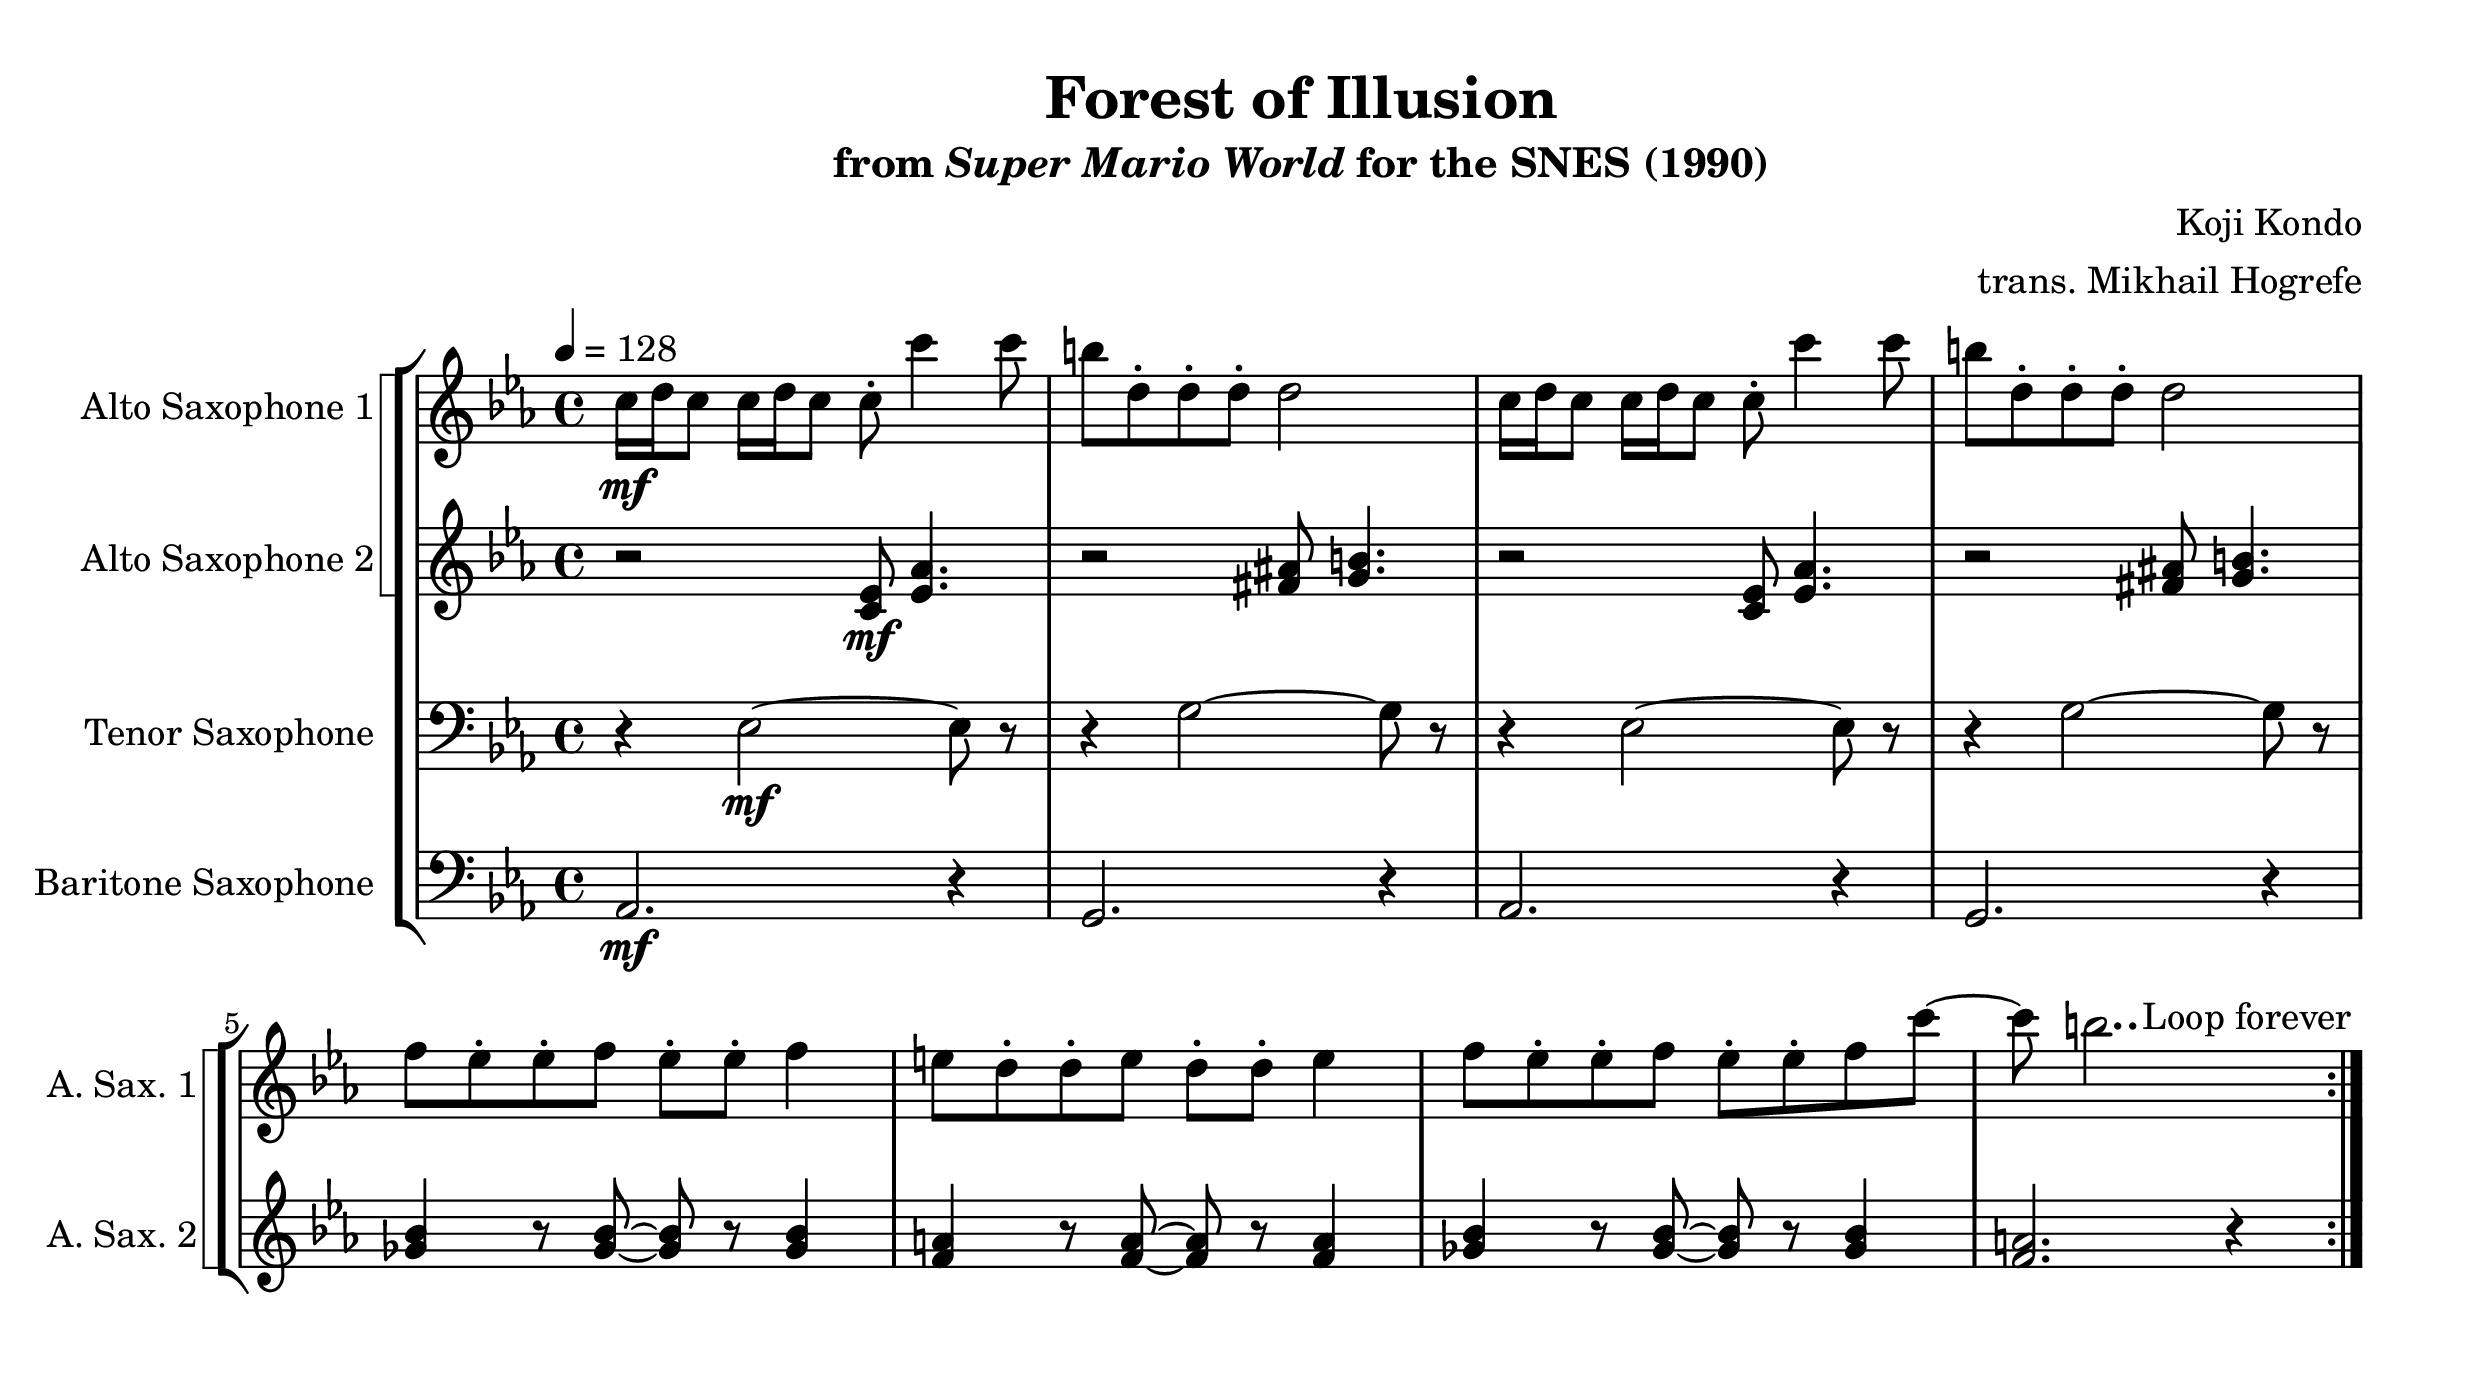 Forest of Illusion
from Super Mario World for the SNES (1990)
Koji Kondo
trans. Mikhail Hogrefe
= 128
Alto Saxophone 1
mf
Alto Saxophone 2
mf
Tenor Saxophone
mf
Baritone Saxophone
mf
5
Loop forever
A. Sax. 1
A. Sax. 2